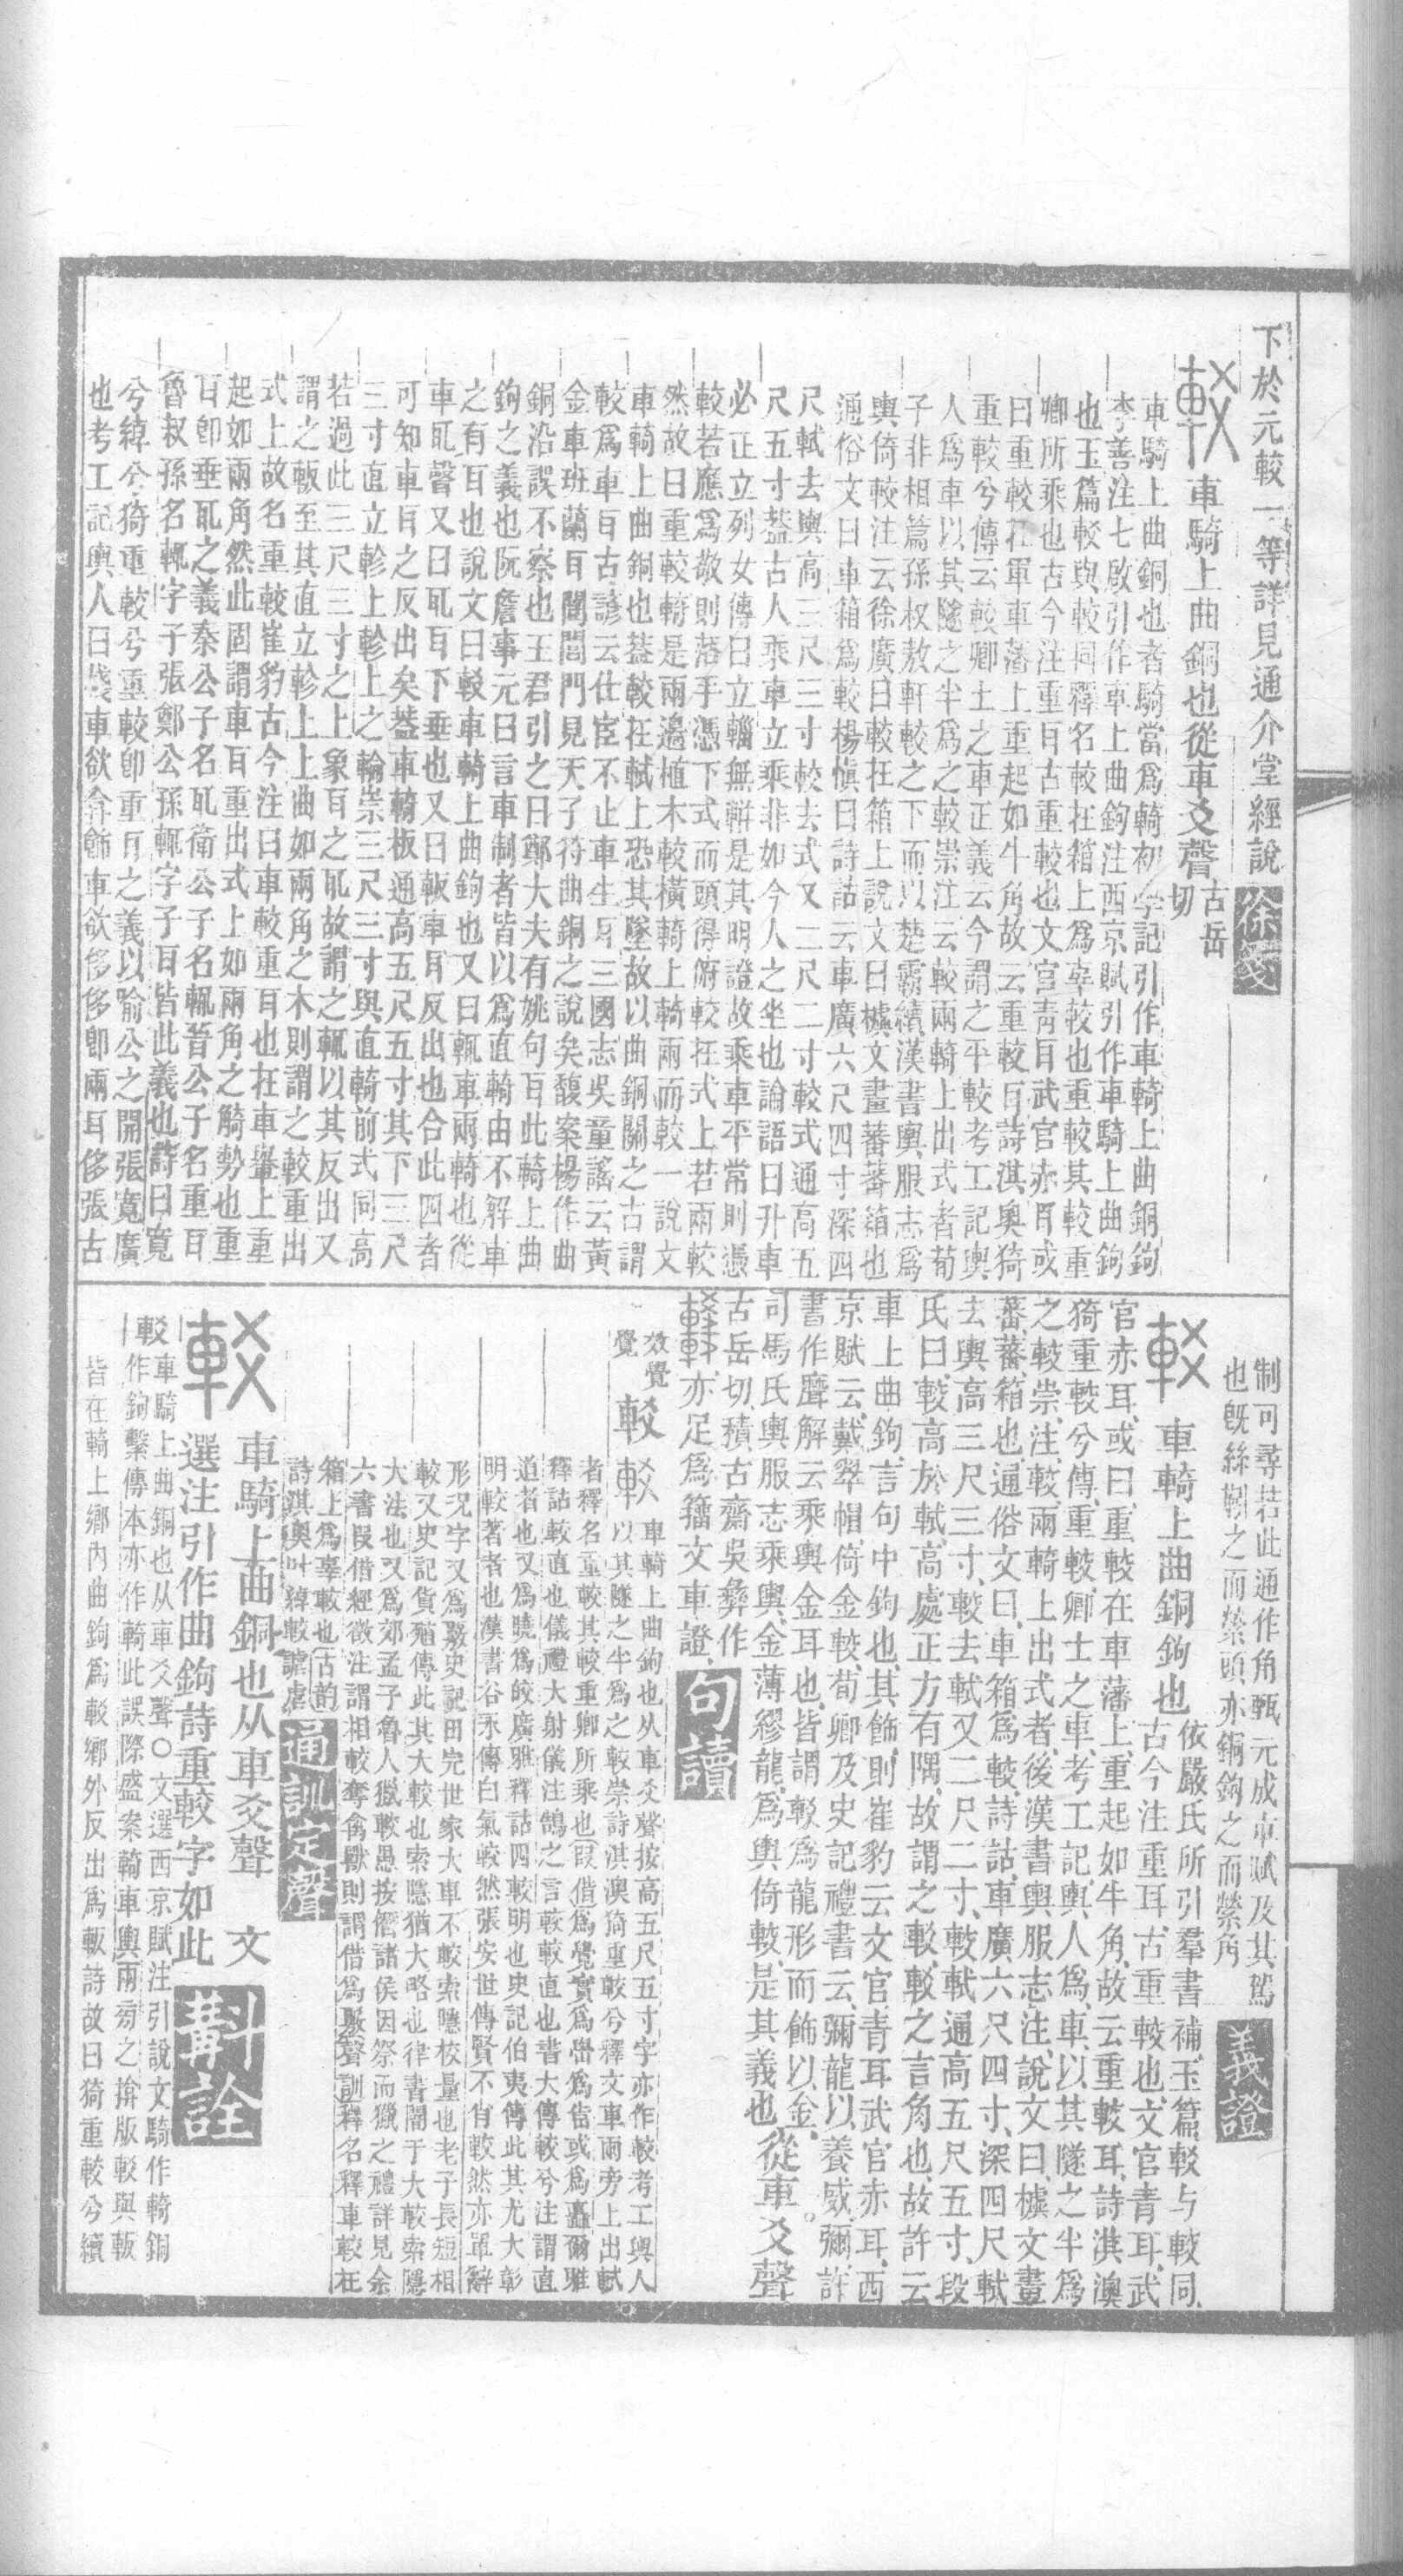 下於元較一等詳見通介堂經說
徐箋
車騎上曲銅也從車爻聲
古岳
切
車騎上曲銅也者騎當爲輢初學記引作車輢上曲銅鉤
李善注七啟引作車上曲鉤注西京賦引作車騎上曲鉤
也玉篇較與較同釋名較在箱上爲辜較也重較其較重
卿所乘也古今注重耳古重較也文官青耳武官赤耳或
曰重較在軍車藩上重起如牛角故云重較耳詩淇奥猗
重較兮傳云較卿士之車正義云今謂之平較考工記輿
人爲車以其隧之半爲之較崇注云較兩輢上出式者荀
子非相篇孫叔敖軒較之下而以楚霸續漢書輿服志爲
輿倚較注云徐廣曰較在箱上說文曰㯫文畫蕃蕃箱也
通俗文曰車箱爲較楊愼曰詩詁云車廣六尺四寸深四
尺軾去輿高三尺三寸校去式又二尺二寸較式通高五
尺五寸葢古人乘車立乘非如今人之坐也論語曰升車
必正立列女傳曰立輜無軿是其明證故乘車平常則憑
較若應爲敬則落手憑下式而頭得俯較在式上若兩較
然故曰重較輢是兩邊植木較橫輢上輢兩而較一說文
車輢上曲銅也葢較在軾上恐其墜故以曲銅關之古謂
較爲車耳古諺云仕宦不止車生耳三國志吳童謠云黃
金車班蘭耳闓閶門見天子符曲銅之說矣馥案楊作曲
銅沿誤不察也王君引之曰鄭大夫有姚句耳此輢上曲
鉤之義也阮詹事元曰言車制者皆以爲直輢由不解車
之有耳也說文曰較車輢上曲鉤也又曰輒車兩輢也從
車耴聲又曰耴耳下垂也又曰軓車耳反出也合此四者
可知車耳之反出矣葢車輢板通高五尺五寸其下三尺
三寸直立軫上軫上之輪崇三尺三寸與直輢前式同高
若過此三尺三寸之上象耳之耴故謂之輒以其反出又
謂之軓至其直立軫上上曲如兩角之木則謂之較重出
式上故名重較崔豹古今注曰車較重耳也在車轝上重
起如兩角然此固謂車耳重出式上如兩角之觭勢也重
耳卽垂耴之義秦公子名耴衛公子名輒晉公子名重耳
魯叔孫名輒字子張鄭公孫輒字子耳皆此義也詩曰寬
兮綽兮猗重較兮重較卽重耳之義以喻公之開張寬廣
也考工記輿人曰棧車欲弇飾車欲侈侈卽兩耳侈張古
制可尋若此通作角甄元成車賦及其駕
也旣絲靷之而縈頭亦銅鉤之而縈角
義證
車輢上曲銅鉤也
依嚴氏所引羣書補玉篇較与較同
古今注重耳古重較也文官青耳武
官赤耳或曰重較在車藩上重起如牛角故云重較耳詩淇澳
猗重較兮傳重較卿士之車考工記輿人爲車以其隧之半爲
之較崇注較兩輢上出式者後漢書輿服志注說文曰㯫文畫
蕃蕃箱也通俗文曰車箱爲較詩詁車廣六尺四寸深四尺軾
去輿高三尺三寸較去軾又二尺二寸較軾通高五尺五寸段
氏曰較高於軾高處正方有隅故謂之較較之言角也故許云
車上曲鉤言句中鉤也其飾則崔豹云文官青耳武官赤耳西
京賦云戴翠帽倚金較荀卿及史記禮書云彌龍以養威彌許
書作䩾解云乘輿金耳也皆謂較爲龍形而飾以金
司馬氏輿服志乘輿金薄繆龍爲輿倚較是其義也從車爻聲
古岳切積古齋吳彝作
亦足爲籀文車證
句讀
效覺
覺
較
車輢上曲鉤也从車爻聲按高五尺五寸字亦作較考工輿人
以其隧之半爲之較崇詩淇澳猗重較兮釋文車兩旁上出軾
者釋名重較其較重卿所乘也(叚借爲覺實爲嚳爲告或爲矗爾雅
釋詁較直也儀禮大射儀注鵠之言較較直也書大傳較兮注謂直
道者也又爲曉爲皎廣雅釋詁四較明也史記伯夷傳此其尤大彰
明較著者也漢書谷永傳白氣較然張安世傳賢不肖較然亦單辭
形況字又爲斠史記田完世家大車不較索隱校量也老子長短相
較又史記貨殖傳此其大較也索隱猶大略也律書闇于大較索隱
大法也又爲郊孟子魯人獵較愚按僭諸侯因祭而獵之禮詳見余
六書叚借經徵注謂相較奪禽獸則謂借爲斠聲訓釋名釋車較在
箱上爲辜較也古韵
詩淇奥叶綽較謔虐
通訓定聲
車騎上曲銅也从車爻聲 文
選注引作曲鉤詩重較字如此
斠詮
較車騎上曲銅也从車爻聲○文選西京賦注引說文騎作輢銅
作鉤繫傳本亦作輢此誤際盛案輢車輿兩旁之揜版較與軓
皆在輢上鄉內曲鉤爲較鄉外反出爲軓詩故曰猗重較兮續